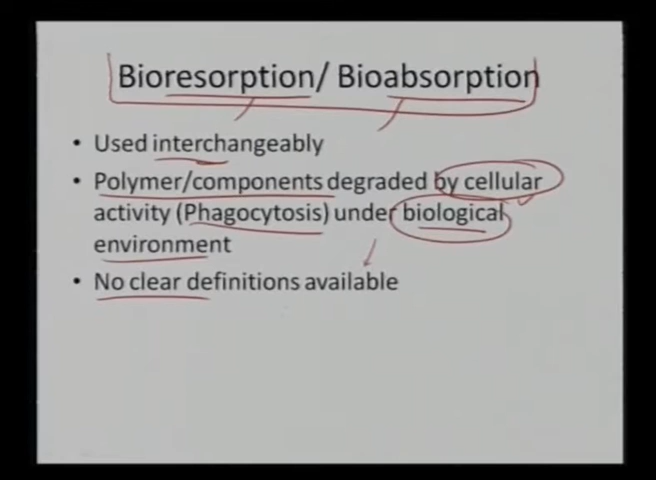 Bioresorption/ Bioabsorption
• Used interchangeably
• Polymer/components degraded by cellular
activity (Phagocytosis) under biological
environment
• No clear definitions available